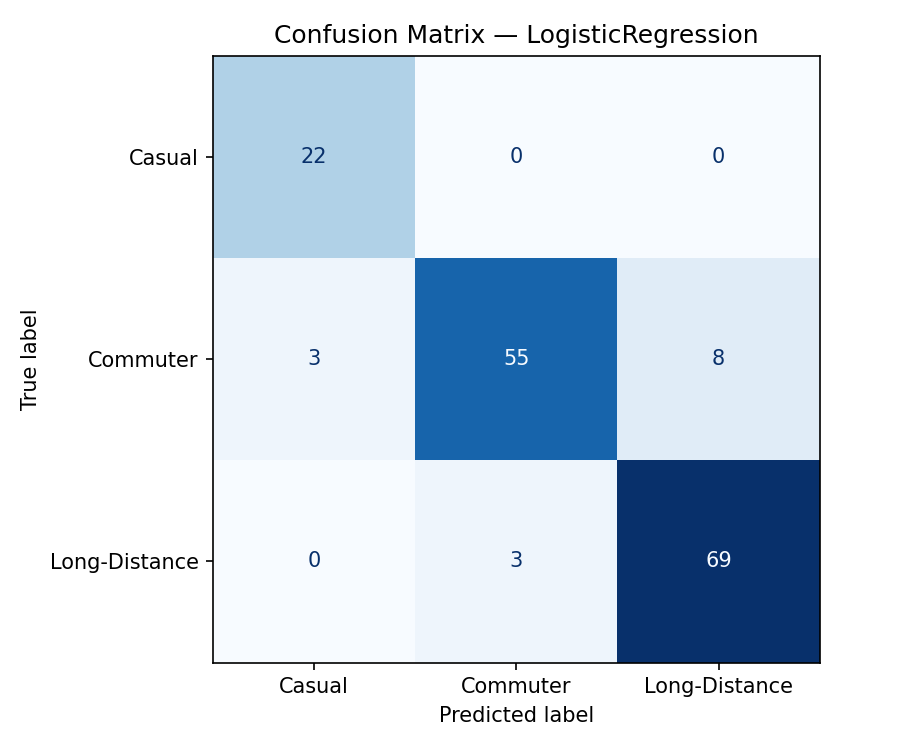 Confusion Matrix — LogisticRegression
True label
Casual 22 0 0
Commuter 3 55 8
Long-Distance 0 3 69
Casual Commuter Long-Distance
Predicted label